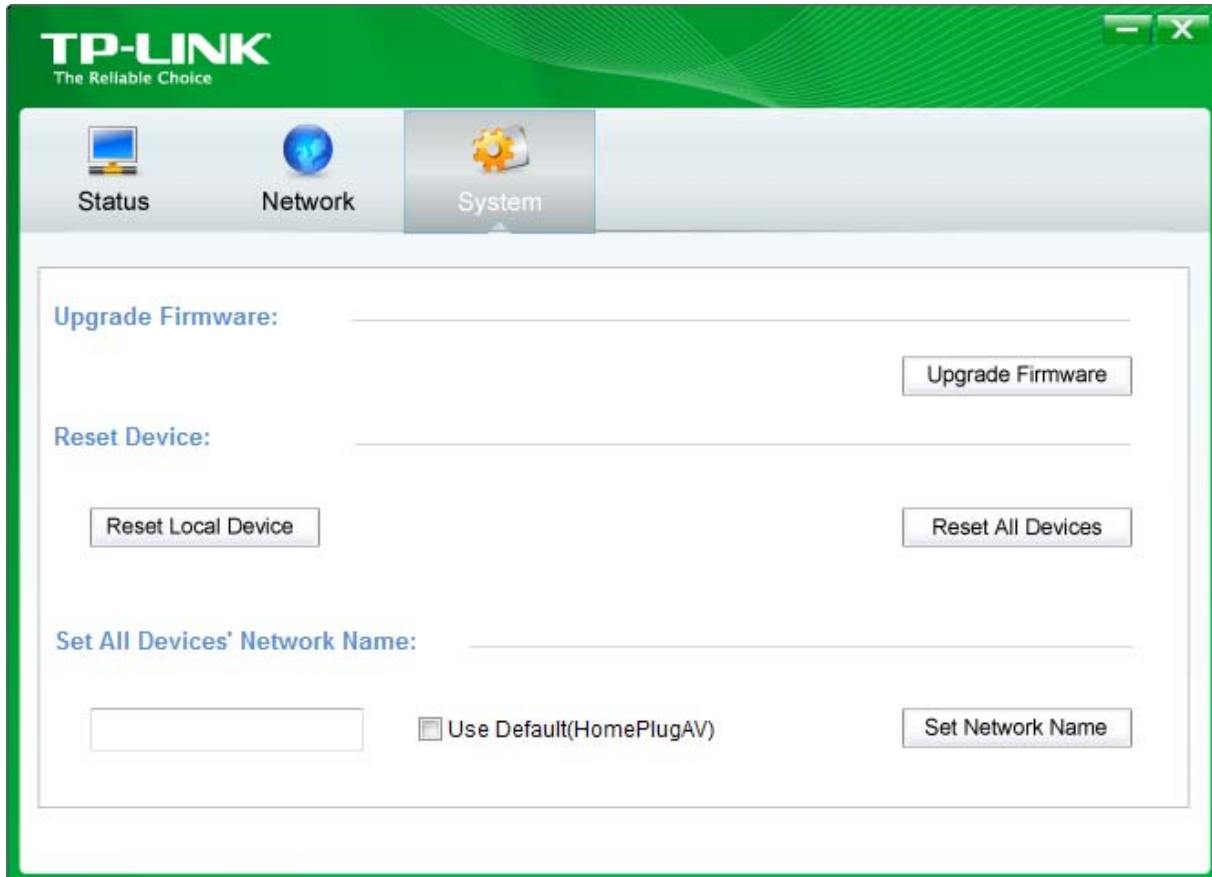 TP-LINK
The Reliable Choice
Status
Network
System
Upgrade Firmware:
Upgrade Firmware
Reset Device:
Reset Local Device
Reset All Devices
Set All Devices' Network Name:
Use Default(HomePlugAV)
Set Network Name